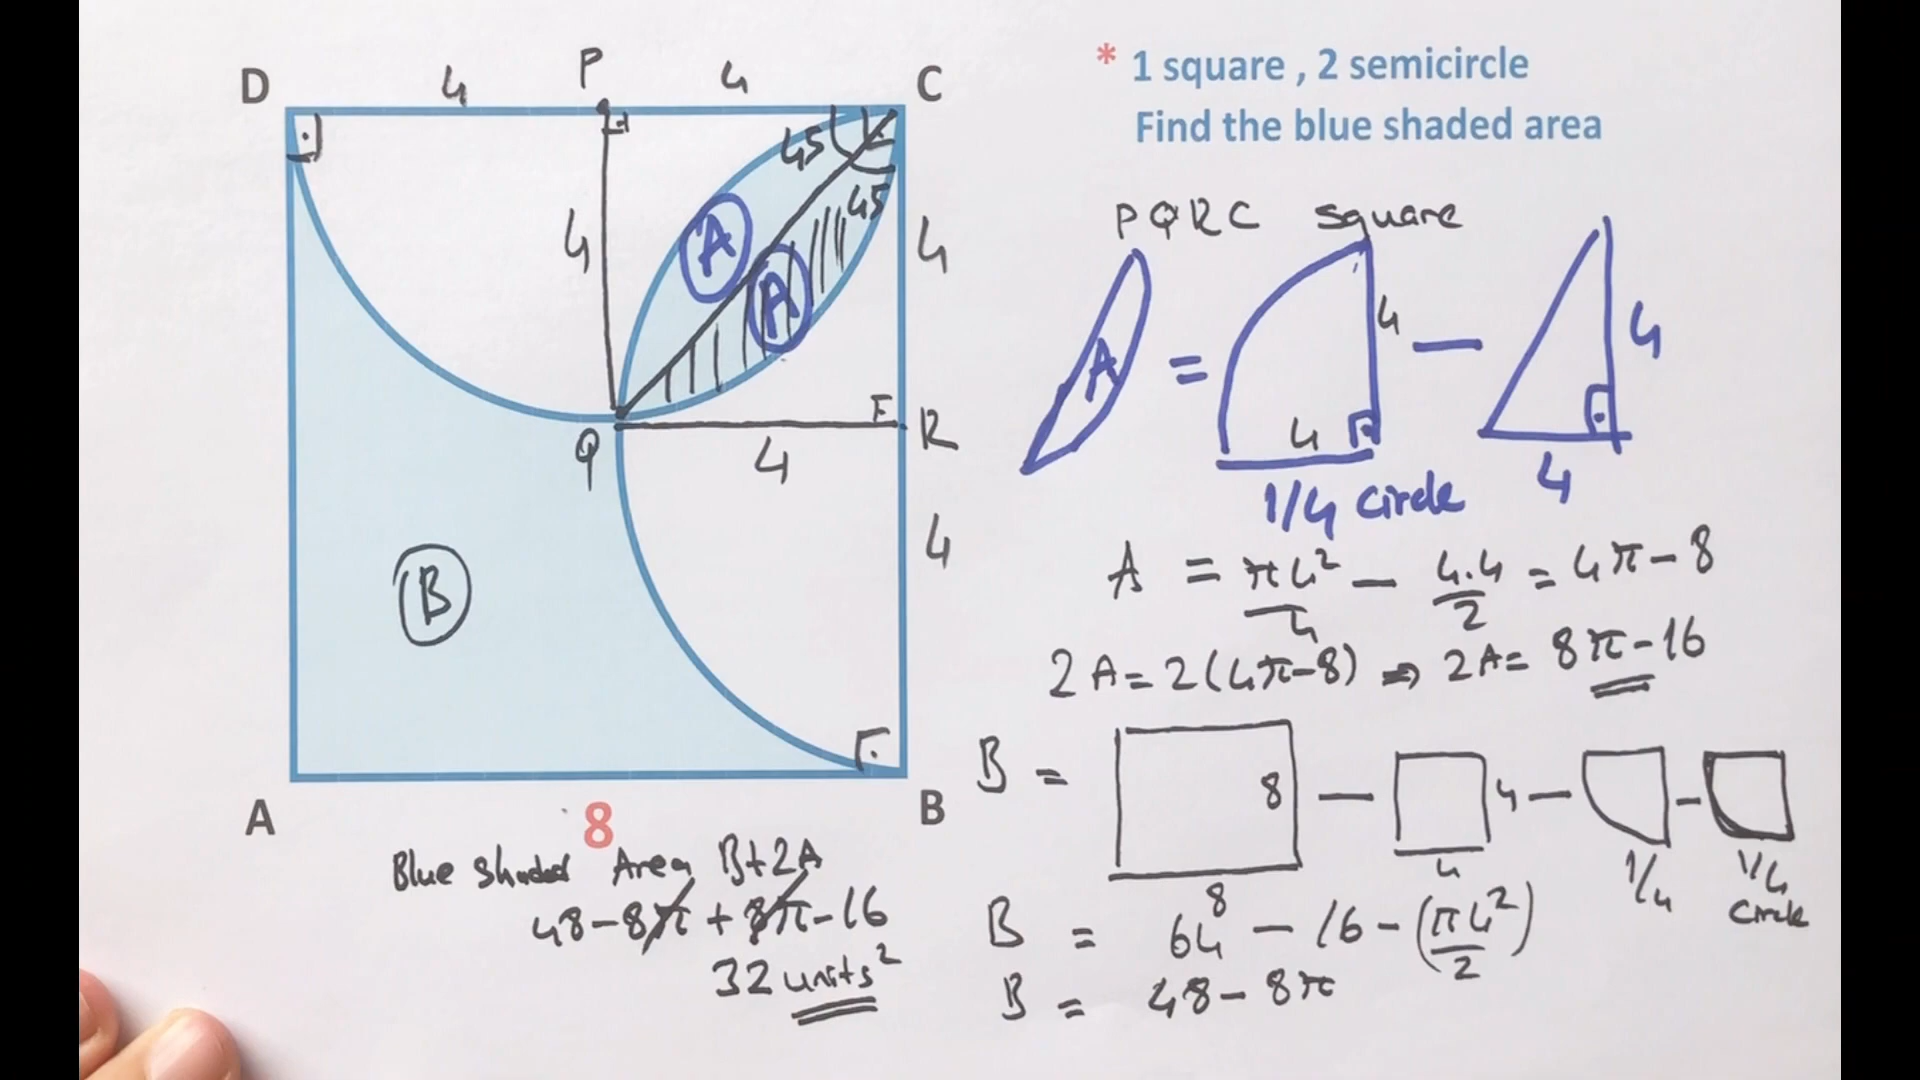 * 1 square , 2 semicircle
Find the blue shaded area
D 4 P 4 C
45
45
4
4
4
A
A
Q 4 R
4
B
A 8 B
PQRC square
A = 4 4 − 4 4
1/4 circle
A = π4²/4 − 4.4/2 = 4π − 8
2A = 2(4π−8) ⇒ 2A = 8π−16
B = 8 8 − 4 4 − 1/4 − 1/4 circle
B = 64 − 16 − (π4²/2)
B = 48 − 8π
Blue shaded Area B+2A
48−8π + 8π−16
32 units²